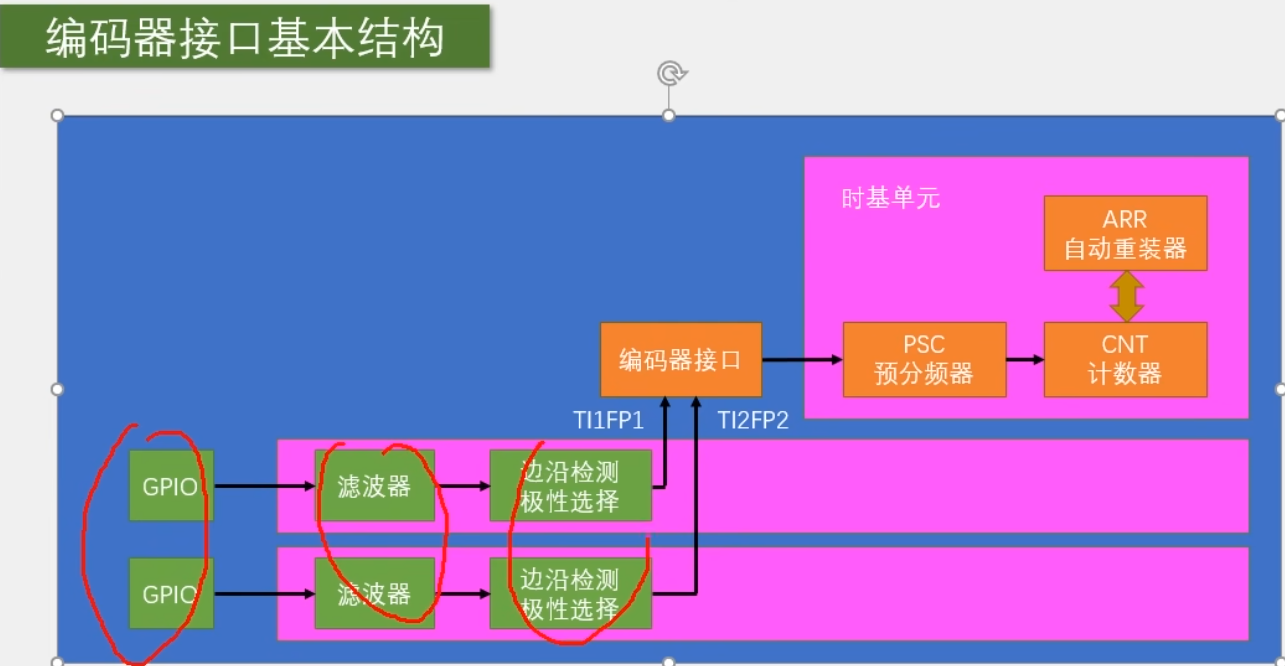 编码器接口基本结构
时基单元
ARR
自动重装器
编码器接口
PSC
预分频器
CNT
计数器
TI1FP1
TI2FP2
GPIO
滤波器
边沿检测
极性选择
GPIO
滤波器
边沿检测
极性选择